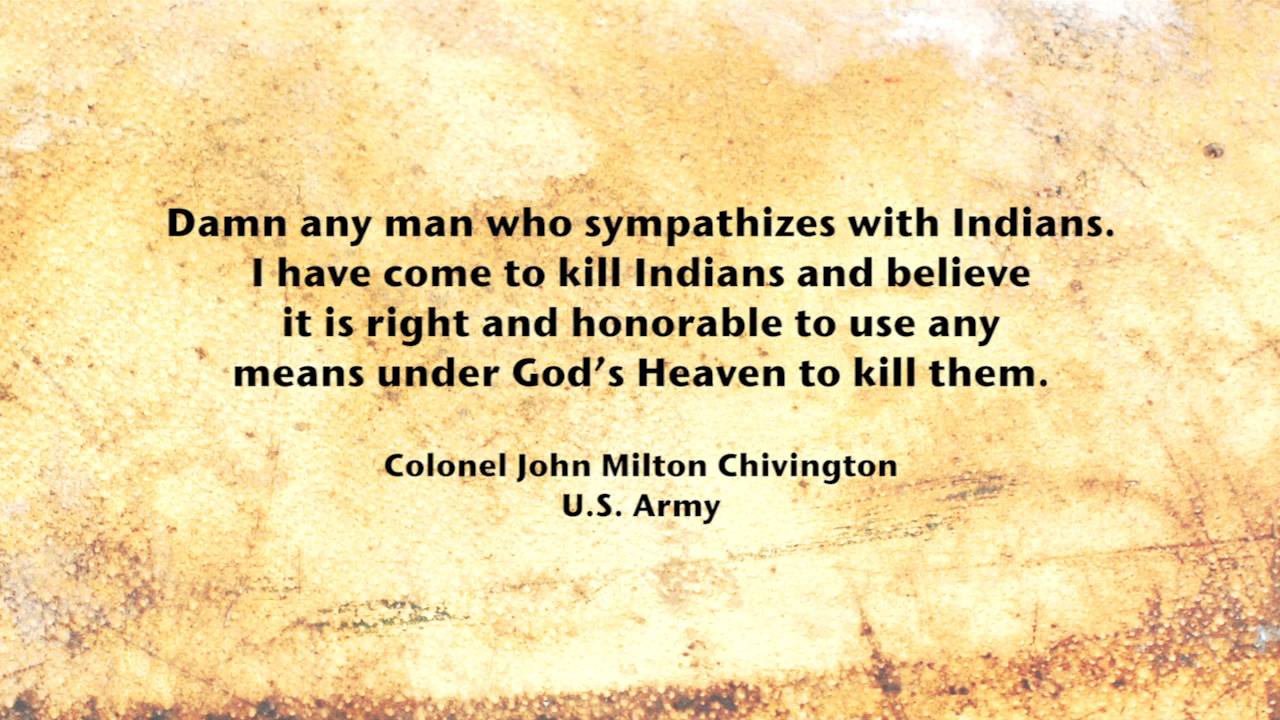 Damn any man who sympathizes with Indians.
I have come to kill Indians and believe
it is right and honorable to use any
means under God’s Heaven to kill them.
Colonel John Milton Chivington
U.S. Army